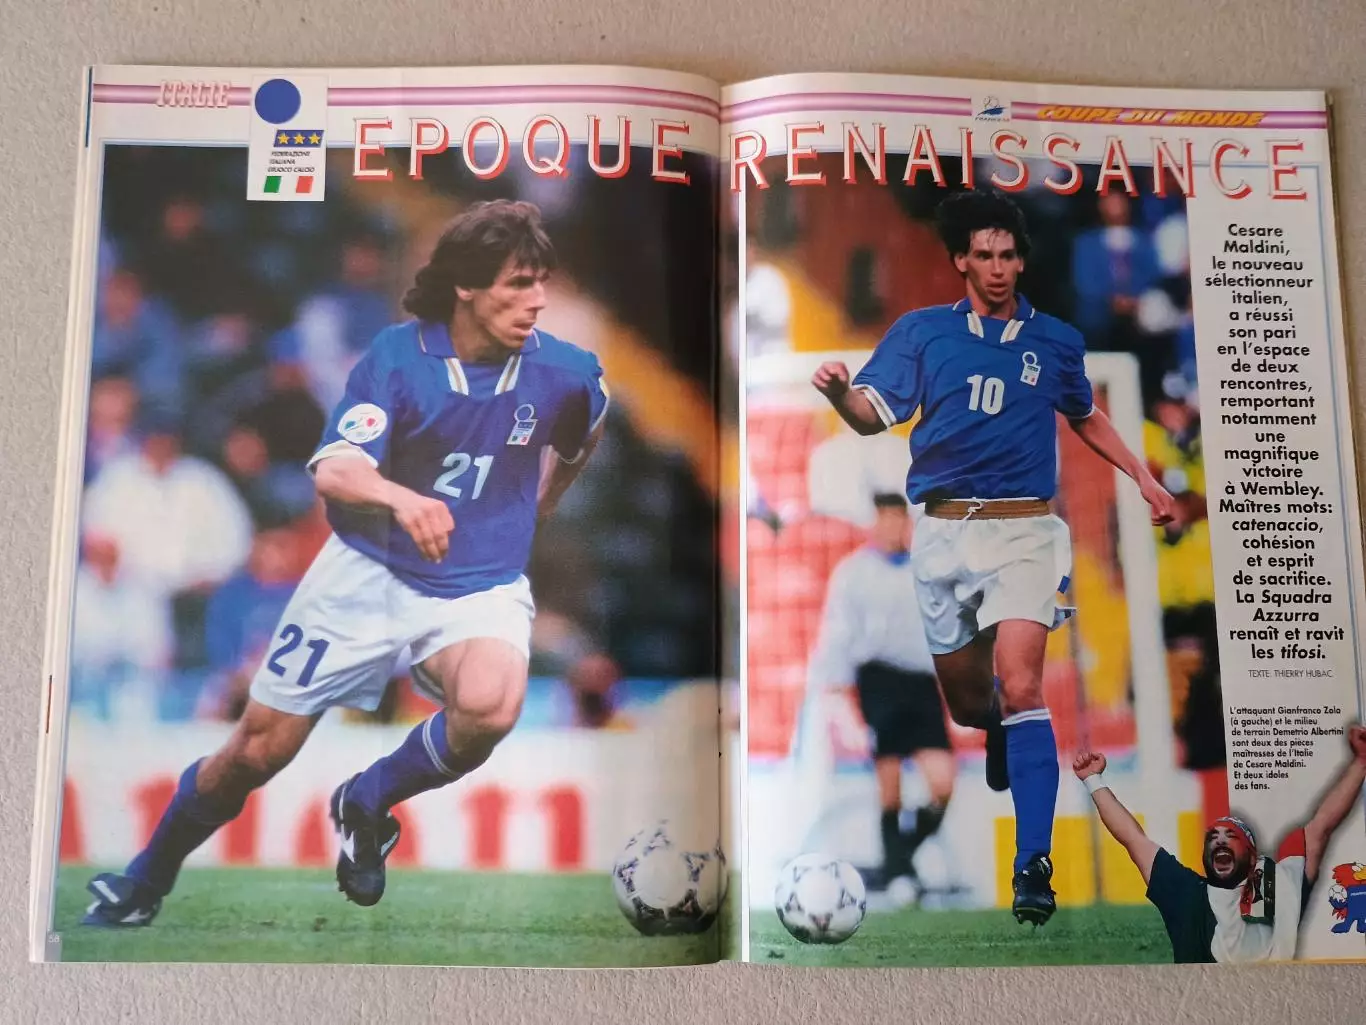 ITALIE
FEDERAZIONE
ITALIANA
GIUOCO CALCIO
EPOQUE RENAISSANCE
FRANCE 98
COUPE DU MONDE
21
21
10
Cesare
Maldini,
le nouveau
sélectionneur
italien,
a réussi
son pari
en l'espace
de deux
rencontres,
remportant
notamment
une
magnifique
victoire
à Wembley.
Maîtres mots:
catenaccio,
cohésion
et esprit
de sacrifice.
La Squadra
Azzurra
renaît et ravit
les tifosi.
TEXTE: THIERRY HUBAC
L'attaquant Gianfranco Zola
(à gauche) et le milieu
de terrain Demetrio Albertini
sont deux des pièces
maîtresses de l'Italie
de Cesare Maldini.
Et deux idoles
des fans.
58